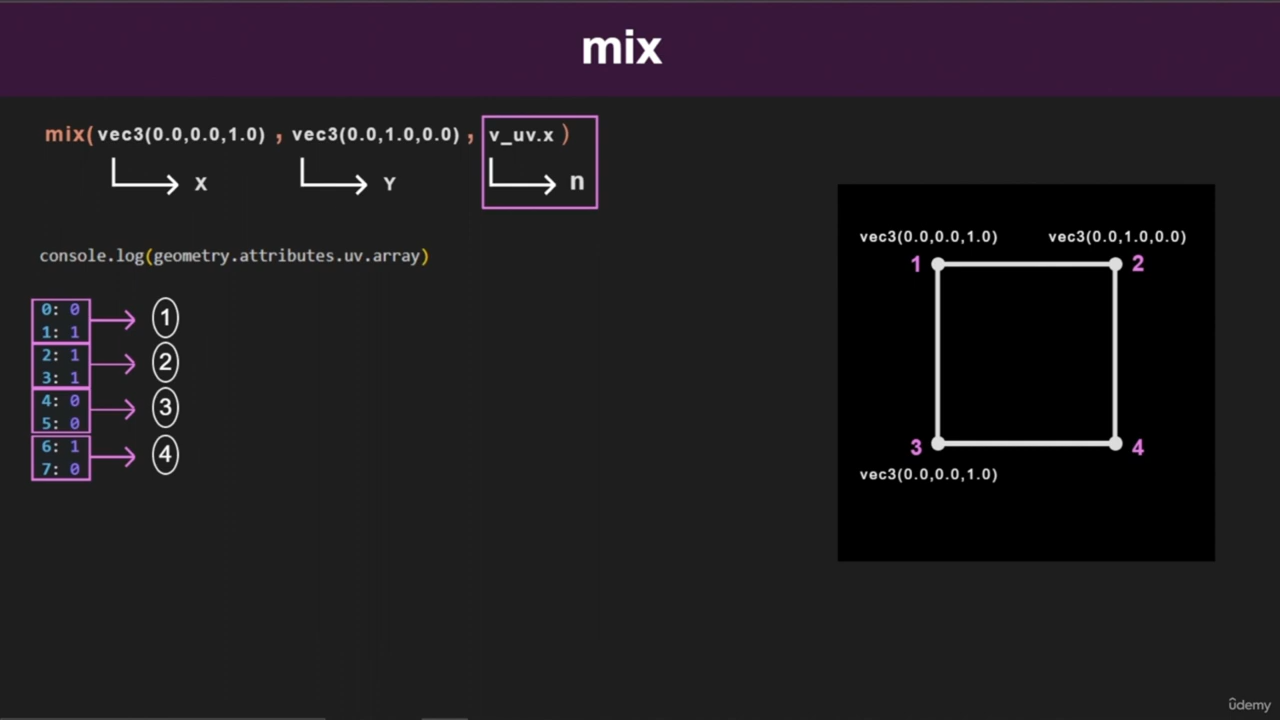 mix
mix(vec3(0.0,0.0,1.0) , vec3(0.0,1.0,0.0) , v_uv.x )
X Y n
console.log(geometry.attributes.uv.array)
0: 0
1: 1
1
2: 1
3: 1
2
4: 0
5: 0
3
6: 1
7: 0
4
vec3(0.0,0.0,1.0) vec3(0.0,1.0,0.0)
1 2
3 4
vec3(0.0,0.0,1.0)
ûdemy